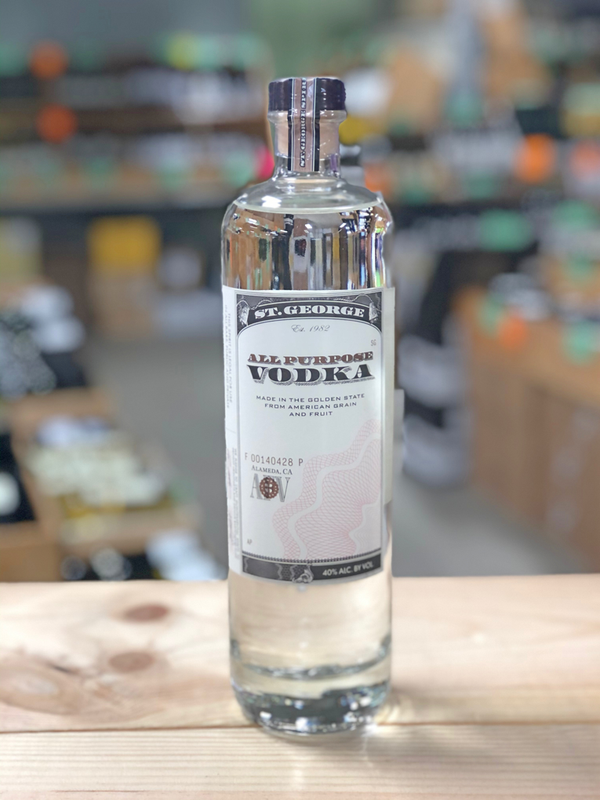 ST. GEORGE
Est. 1982
ALL PURPOSE
VODKA
MADE IN THE GOLDEN STATE
FROM AMERICAN GRAIN
AND FRUIT
F 00140428 P
ALAMEDA, CA
40% ALC. BY VOL.